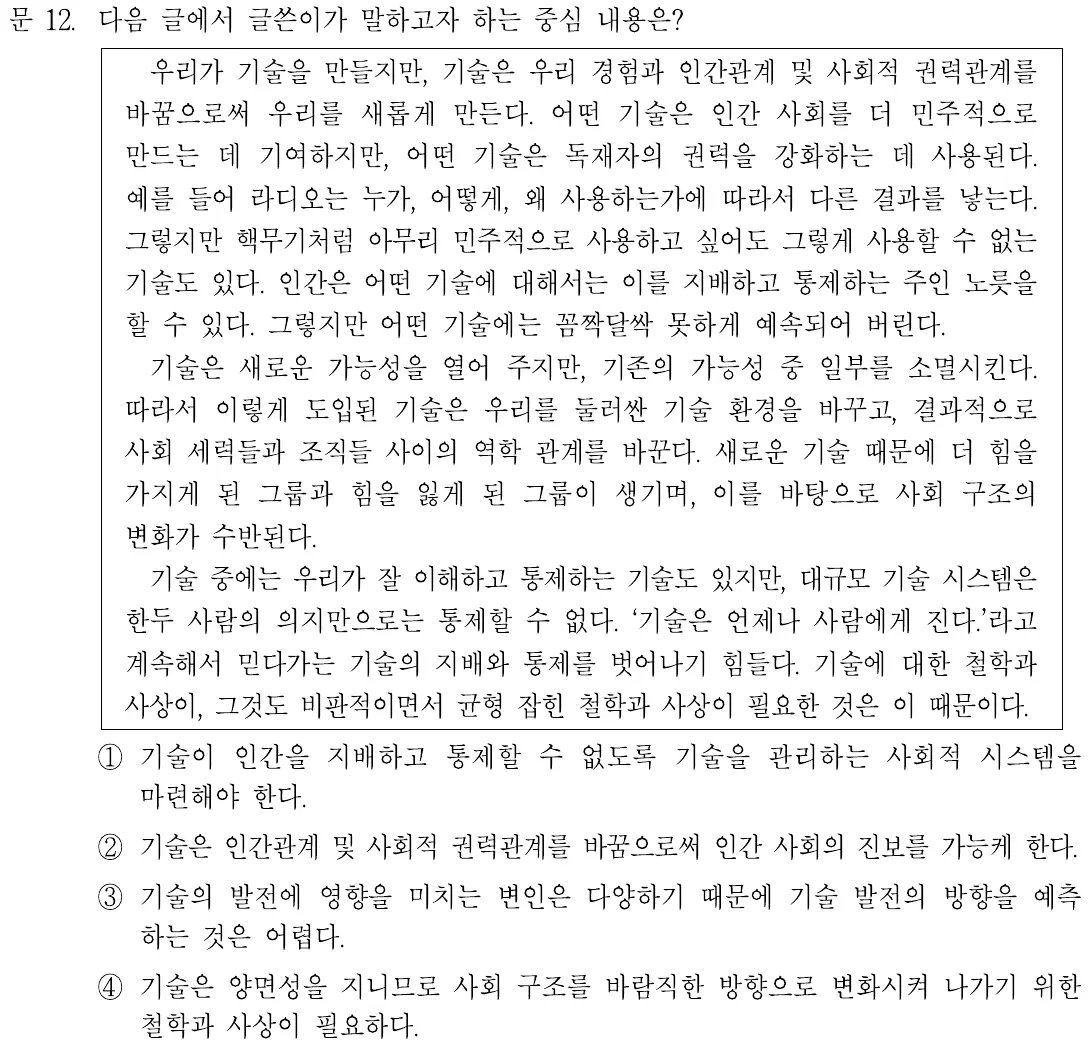 문 12. 다음 글에서 글쓴이가 말하고자 하는 중심 내용은?
우리가 기술을 만들지만, 기술은 우리 경험과 인간관계 및 사회적 권력관계를
바꿈으로써 우리를 새롭게 만든다. 어떤 기술은 인간 사회를 더 민주적으로
만드는 데 기여하지만, 어떤 기술은 독재자의 권력을 강화하는 데 사용된다.
예를 들어 라디오는 누가, 어떻게, 왜 사용하는가에 따라서 다른 결과를 낳는다.
그렇지만 핵무기처럼 아무리 민주적으로 사용하고 싶어도 그렇게 사용할 수 없는
기술도 있다. 인간은 어떤 기술에 대해서는 이를 지배하고 통제하는 주인 노릇을
할 수 있다. 그렇지만 어떤 기술에는 꼼짝달싹 못하게 예속되어 버린다.
기술은 새로운 가능성을 열어 주지만, 기존의 가능성 중 일부를 소멸시킨다.
따라서 이렇게 도입된 기술은 우리를 둘러싼 기술 환경을 바꾸고, 결과적으로
사회 세력들과 조직들 사이의 역학 관계를 바꾼다. 새로운 기술 때문에 더 힘을
가지게 된 그룹과 힘을 잃게 된 그룹이 생기며, 이를 바탕으로 사회 구조의
변화가 수반된다.
기술 중에는 우리가 잘 이해하고 통제하는 기술도 있지만, 대규모 기술 시스템은
한두 사람의 의지만으로는 통제할 수 없다. ‘기술은 언제나 사람에게 진다.’라고
계속해서 믿다가는 기술의 지배와 통제를 벗어나기 힘들다. 기술에 대한 철학과
사상이, 그것도 비판적이면서 균형 잡힌 철학과 사상이 필요한 것은 이 때문이다.
① 기술이 인간을 지배하고 통제할 수 없도록 기술을 관리하는 사회적 시스템을
마련해야 한다.
② 기술은 인간관계 및 사회적 권력관계를 바꿈으로써 인간 사회의 진보를 가능케 한다.
③ 기술의 발전에 영향을 미치는 변인은 다양하기 때문에 기술 발전의 방향을 예측
하는 것은 어렵다.
④ 기술은 양면성을 지니므로 사회 구조를 바람직한 방향으로 변화시켜 나가기 위한
철학과 사상이 필요하다.